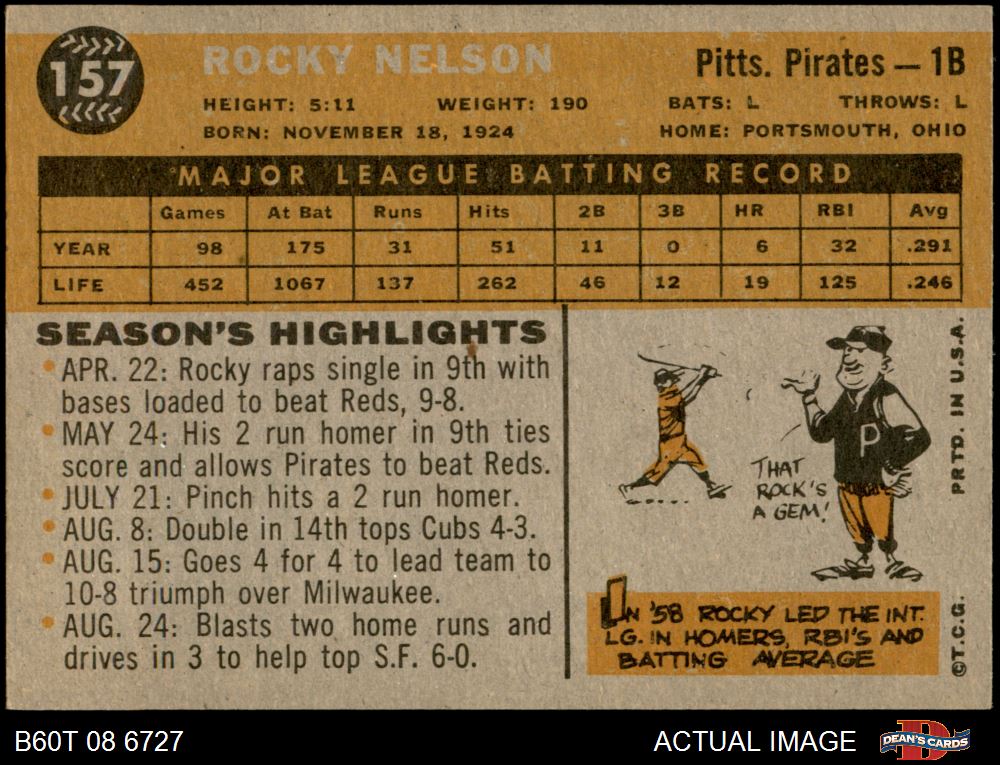 157
ROCKY NELSON
Pitts. Pirates — 1B
HEIGHT: 5:11 WEIGHT: 190 BATS: L THROWS: L
BORN: NOVEMBER 18, 1924 HOME: PORTSMOUTH, OHIO
MAJOR LEAGUE BATTING RECORD
Games At Bat Runs Hits 2B 3B HR RBI Avg
YEAR 98 175 31 51 11 0 6 32 .291
LIFE 452 1067 137 262 46 12 19 125 .246
SEASON'S HIGHLIGHTS
• APR. 22: Rocky raps single in 9th with
bases loaded to beat Reds, 9-8.
• MAY 24: His 2 run homer in 9th ties
score and allows Pirates to beat Reds.
• JULY 21: Pinch hits a 2 run homer.
• AUG. 8: Double in 14th tops Cubs 4-3.
• AUG. 15: Goes 4 for 4 to lead team to
10-8 triumph over Milwaukee.
• AUG. 24: Blasts two home runs and
drives in 3 to help top S.F. 6-0.
P
THAT
ROCK'S
A GEM!
IN '58 ROCKY LED THE INT.
LG. IN HOMERS, RBI'S AND
BATTING AVERAGE
©T.C.G. PRTD. IN U.S.A.
B60T 08 6727
ACTUAL IMAGE
D
DEAN'S CARDS